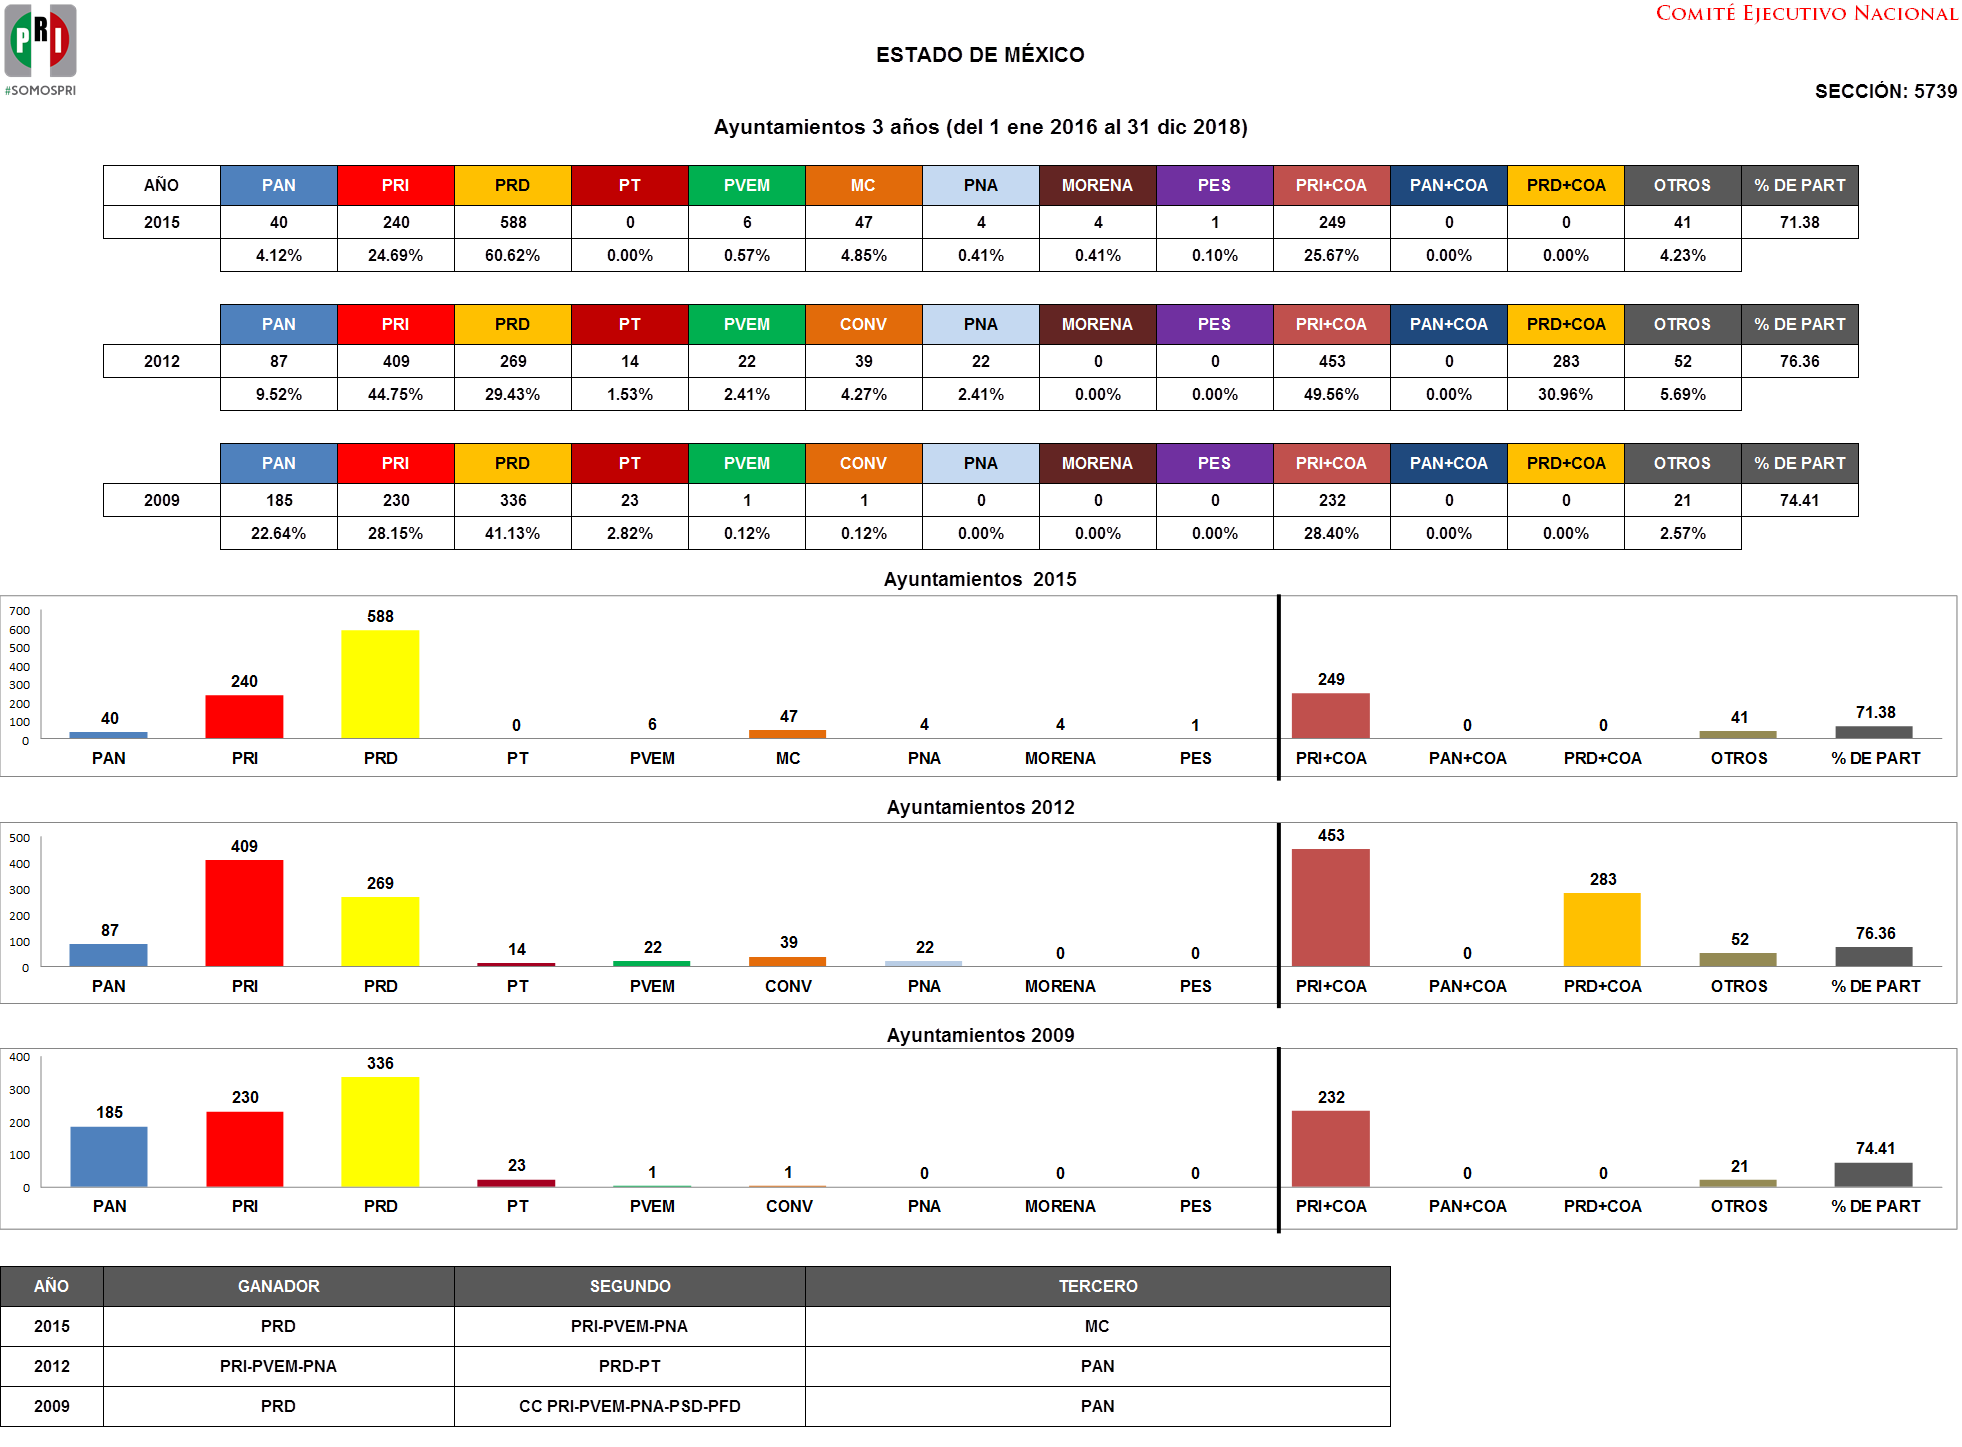 PRI
#SOMOSPRI
COMITÉ EJECUTIVO NACIONAL
ESTADO DE MÉXICO
SECCIÓN: 5739
Ayuntamientos 3 años (del 1 ene 2016 al 31 dic 2018)
AÑO PAN PRI PRD PT PVEM MC PNA MORENA PES PRI+COA PAN+COA PRD+COA OTROS % DE PART
2015 40 240 588 0 6 47 4 4 1 249 0 0 41 71.38
4.12% 24.69% 60.62% 0.00% 0.57% 4.85% 0.41% 0.41% 0.10% 25.67% 0.00% 0.00% 4.23%
PAN PRI PRD PT PVEM CONV PNA MORENA PES PRI+COA PAN+COA PRD+COA OTROS % DE PART
2012 87 409 269 14 22 39 22 0 0 453 0 283 52 76.36
9.52% 44.75% 29.43% 1.53% 2.41% 4.27% 2.41% 0.00% 0.00% 49.56% 0.00% 30.96% 5.69%
PAN PRI PRD PT PVEM CONV PNA MORENA PES PRI+COA PAN+COA PRD+COA OTROS % DE PART
2009 185 230 336 23 1 1 0 0 0 232 0 0 21 74.41
22.64% 28.15% 41.13% 2.82% 0.12% 0.12% 0.00% 0.00% 0.00% 28.40% 0.00% 0.00% 2.57%
Ayuntamientos 2015
700
600
500
400
300
200
100
0
40 240 588 0 6 47 4 4 1 249 0 0 41 71.38
PAN PRI PRD PT PVEM MC PNA MORENA PES PRI+COA PAN+COA PRD+COA OTROS % DE PART
Ayuntamientos 2012
500
400
300
200
100
0
87 409 269 14 22 39 22 0 0 453 0 283 52 76.36
PAN PRI PRD PT PVEM CONV PNA MORENA PES PRI+COA PAN+COA PRD+COA OTROS % DE PART
Ayuntamientos 2009
400
300
200
100
0
185 230 336 23 1 1 0 0 0 232 0 0 21 74.41
PAN PRI PRD PT PVEM CONV PNA MORENA PES PRI+COA PAN+COA PRD+COA OTROS % DE PART
AÑO GANADOR SEGUNDO TERCERO
2015 PRD PRI-PVEM-PNA MC
2012 PRI-PVEM-PNA PRD-PT PAN
2009 PRD CC PRI-PVEM-PNA-PSD-PFD PAN